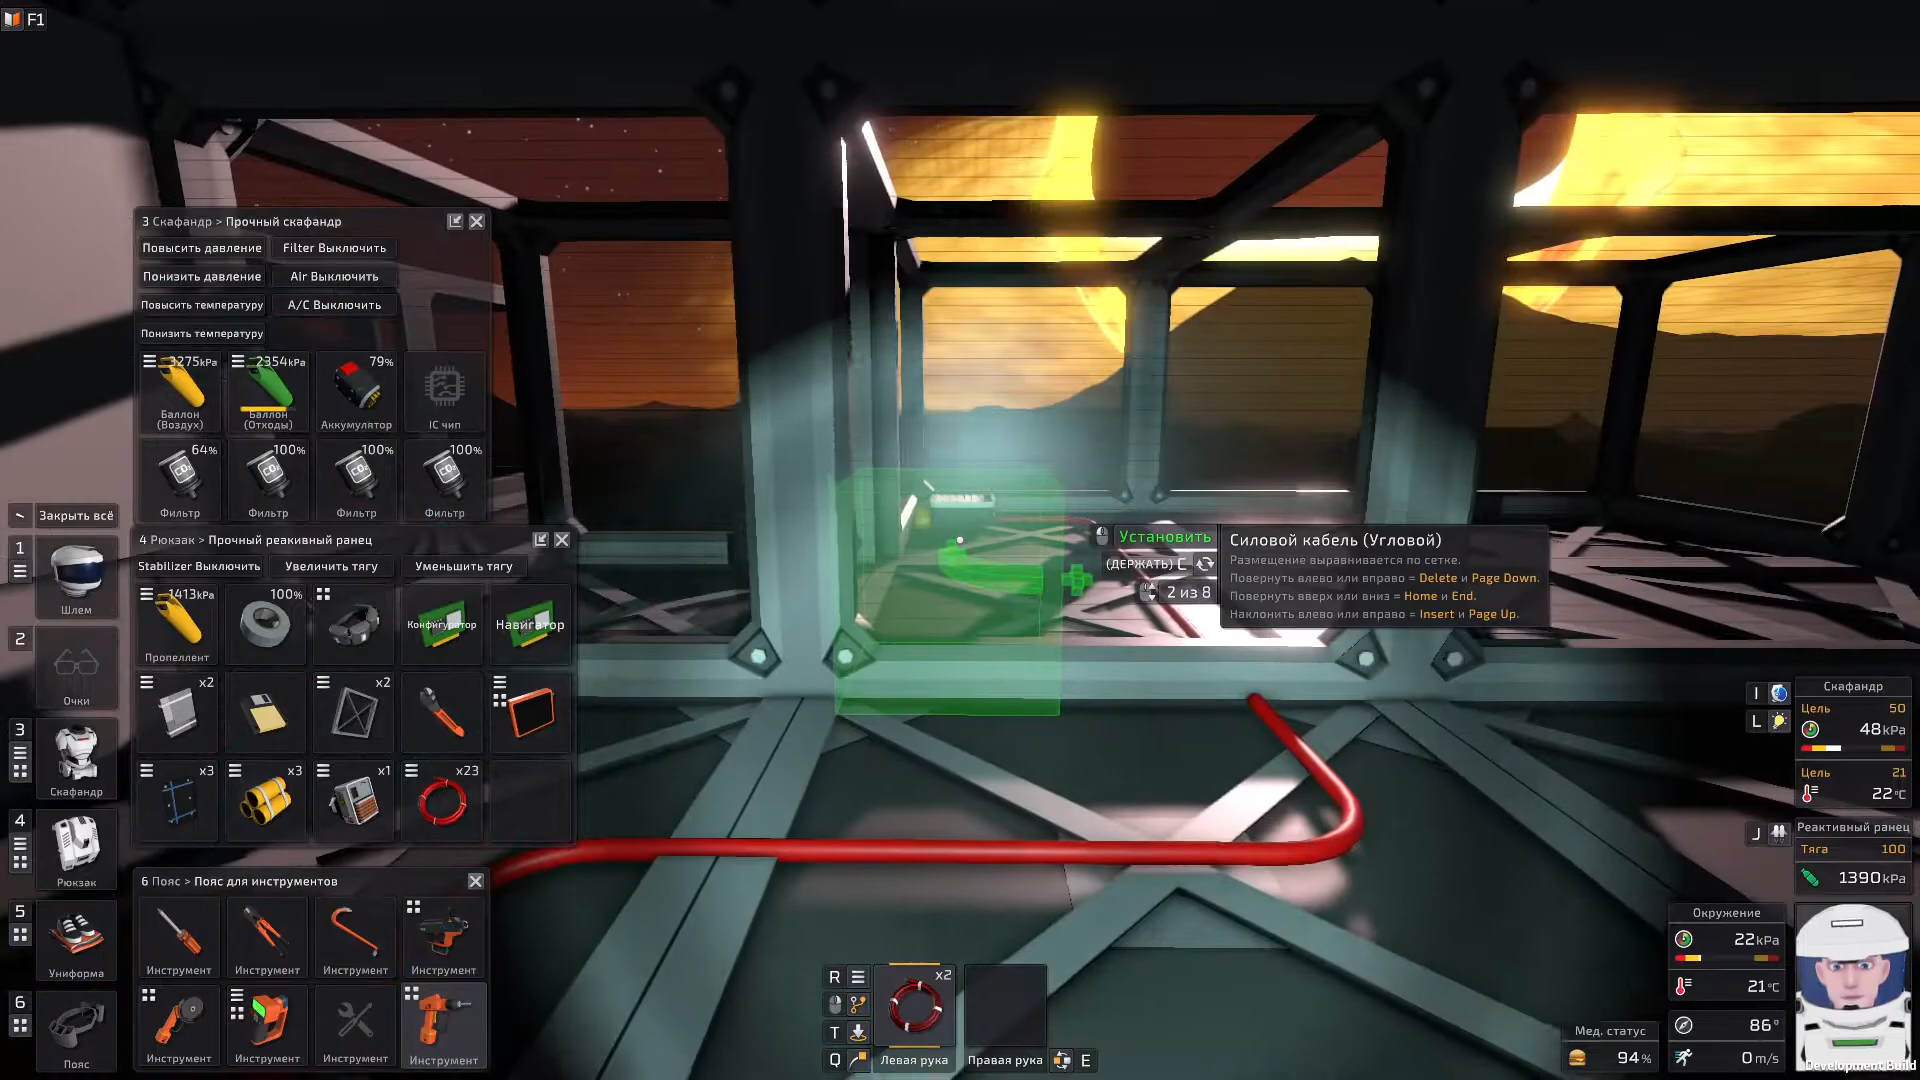 F1
3 Скафандр > Прочный скафандр
Повысить давление
Filter Выключить
Понизить давление
Air Выключить
Повысить температуру
A/C Выключить
Понизить температуру
3275kPa
2354kPa
79%
Баллон (Воздух)
Баллон (Отходы)
Аккумулятор
IC чип
64%
100%
100%
100%
Фильтр
Фильтр
Фильтр
Фильтр
Закрыть всё
4 Рюкзак > Прочный реактивный ранец
Stabilizer Выключить
Увеличить тягу
Уменьшить тягу
1413kPa
100%
Пропеллент
Конфигуратор
Навигатор
x2
x2
x3
x3
x1
x23
6 Пояс > Пояс для инструментов
Инструмент
Инструмент
Инструмент
Инструмент
Инструмент
Инструмент
Инструмент
Инструмент
1
Шлем
2
Очки
3
Скафандр
4
Рюкзак
5
Униформа
6
Пояс
Установить
(ДЕРЖАТЬ) C
2 из 8
Силовой кабель (Угловой)
Размещение выравнивается по сетке.
Повернуть влево или вправо = Delete и Page Down.
Повернуть вверх или вниз = Home и End.
Наклонить влево или вправо = Insert и Page Up.
R
T
Q
x2
Левая рука
Правая рука
E
I
L
Скафандр
Цель 50
48kPa
Цель 21
22°C
J
Реактивный ранец
Тяга 100
1390kPa
Окружение
22kPa
21°C
86°
0m/s
Мед. статус
94%
Development Build